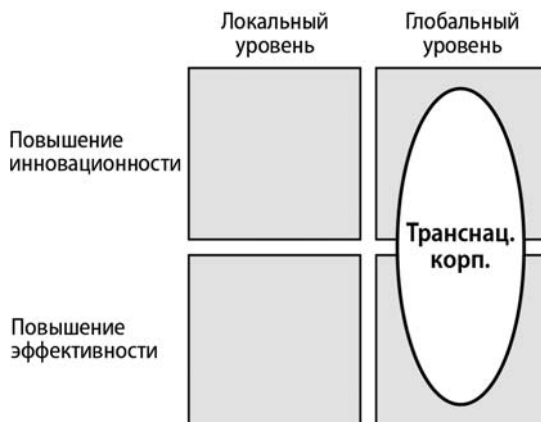 Локальный
уровень
Глобальный
уровень
Повышение
инновационности
Транснац.
корп.
Повышение
эффективности